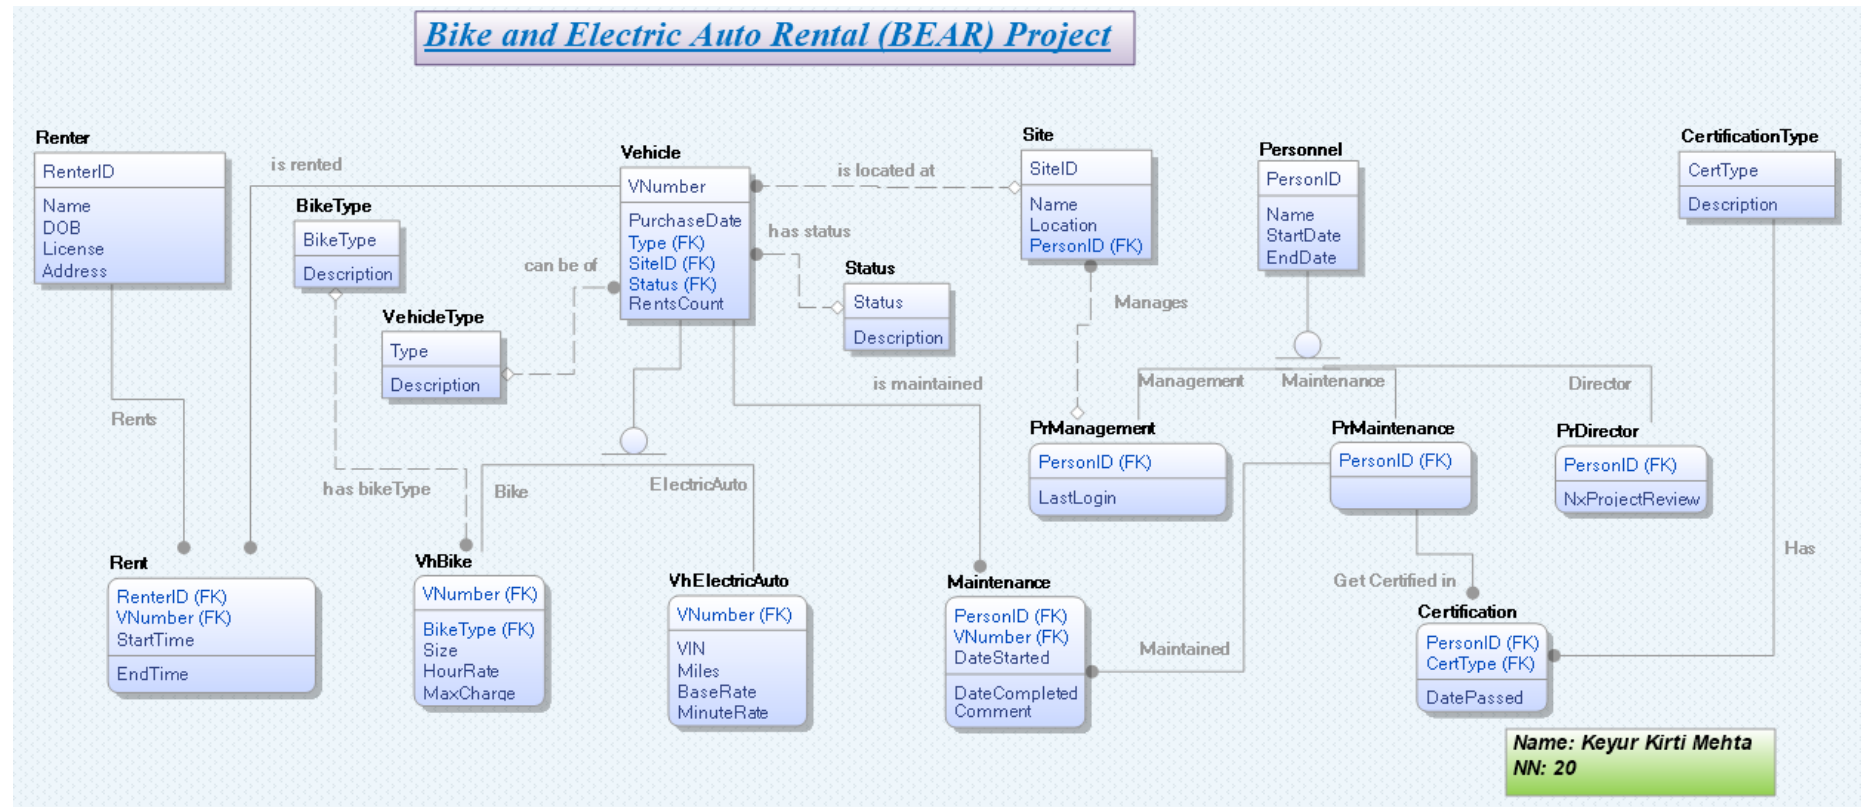 Bike and Electric Auto Rental (BEAR) Project
Renter
RenterID
Name
DOB
License
Address
is rented
BikeType
BikeType
Description
VehicleType
Type
Description
can be of
Vehicle
VNumber
PurchaseDate
Type (FK)
SiteID (FK)
Status (FK)
RentsCount
is located at
has status
Status
Status
Description
Site
SiteID
Name
Location
PersonID (FK)
Manages
Personnel
PersonID
Name
StartDate
EndDate
CertificationType
CertType
Description
Rents
has bikeType
Bike
ElectricAuto
is maintained
Management
Maintenance
Director
PrManagement
PersonID (FK)
LastLogin
PrMaintenance
PersonID (FK)
PrDirector
PersonID (FK)
NxProjectReview
Rent
RenterID (FK)
VNumber (FK)
StartTime
EndTime
VhBike
VNumber (FK)
BikeType (FK)
Size
HourRate
MaxCharge
VhElectricAuto
VNumber (FK)
VIN
Miles
BaseRate
MinuteRate
Maintenance
PersonID (FK)
VNumber (FK)
DateStarted
DateCompleted
Comment
Maintained
Get Certified in
Has
Certification
PersonID (FK)
CertType (FK)
DatePassed
Name: Keyur Kirti Mehta
NN: 20